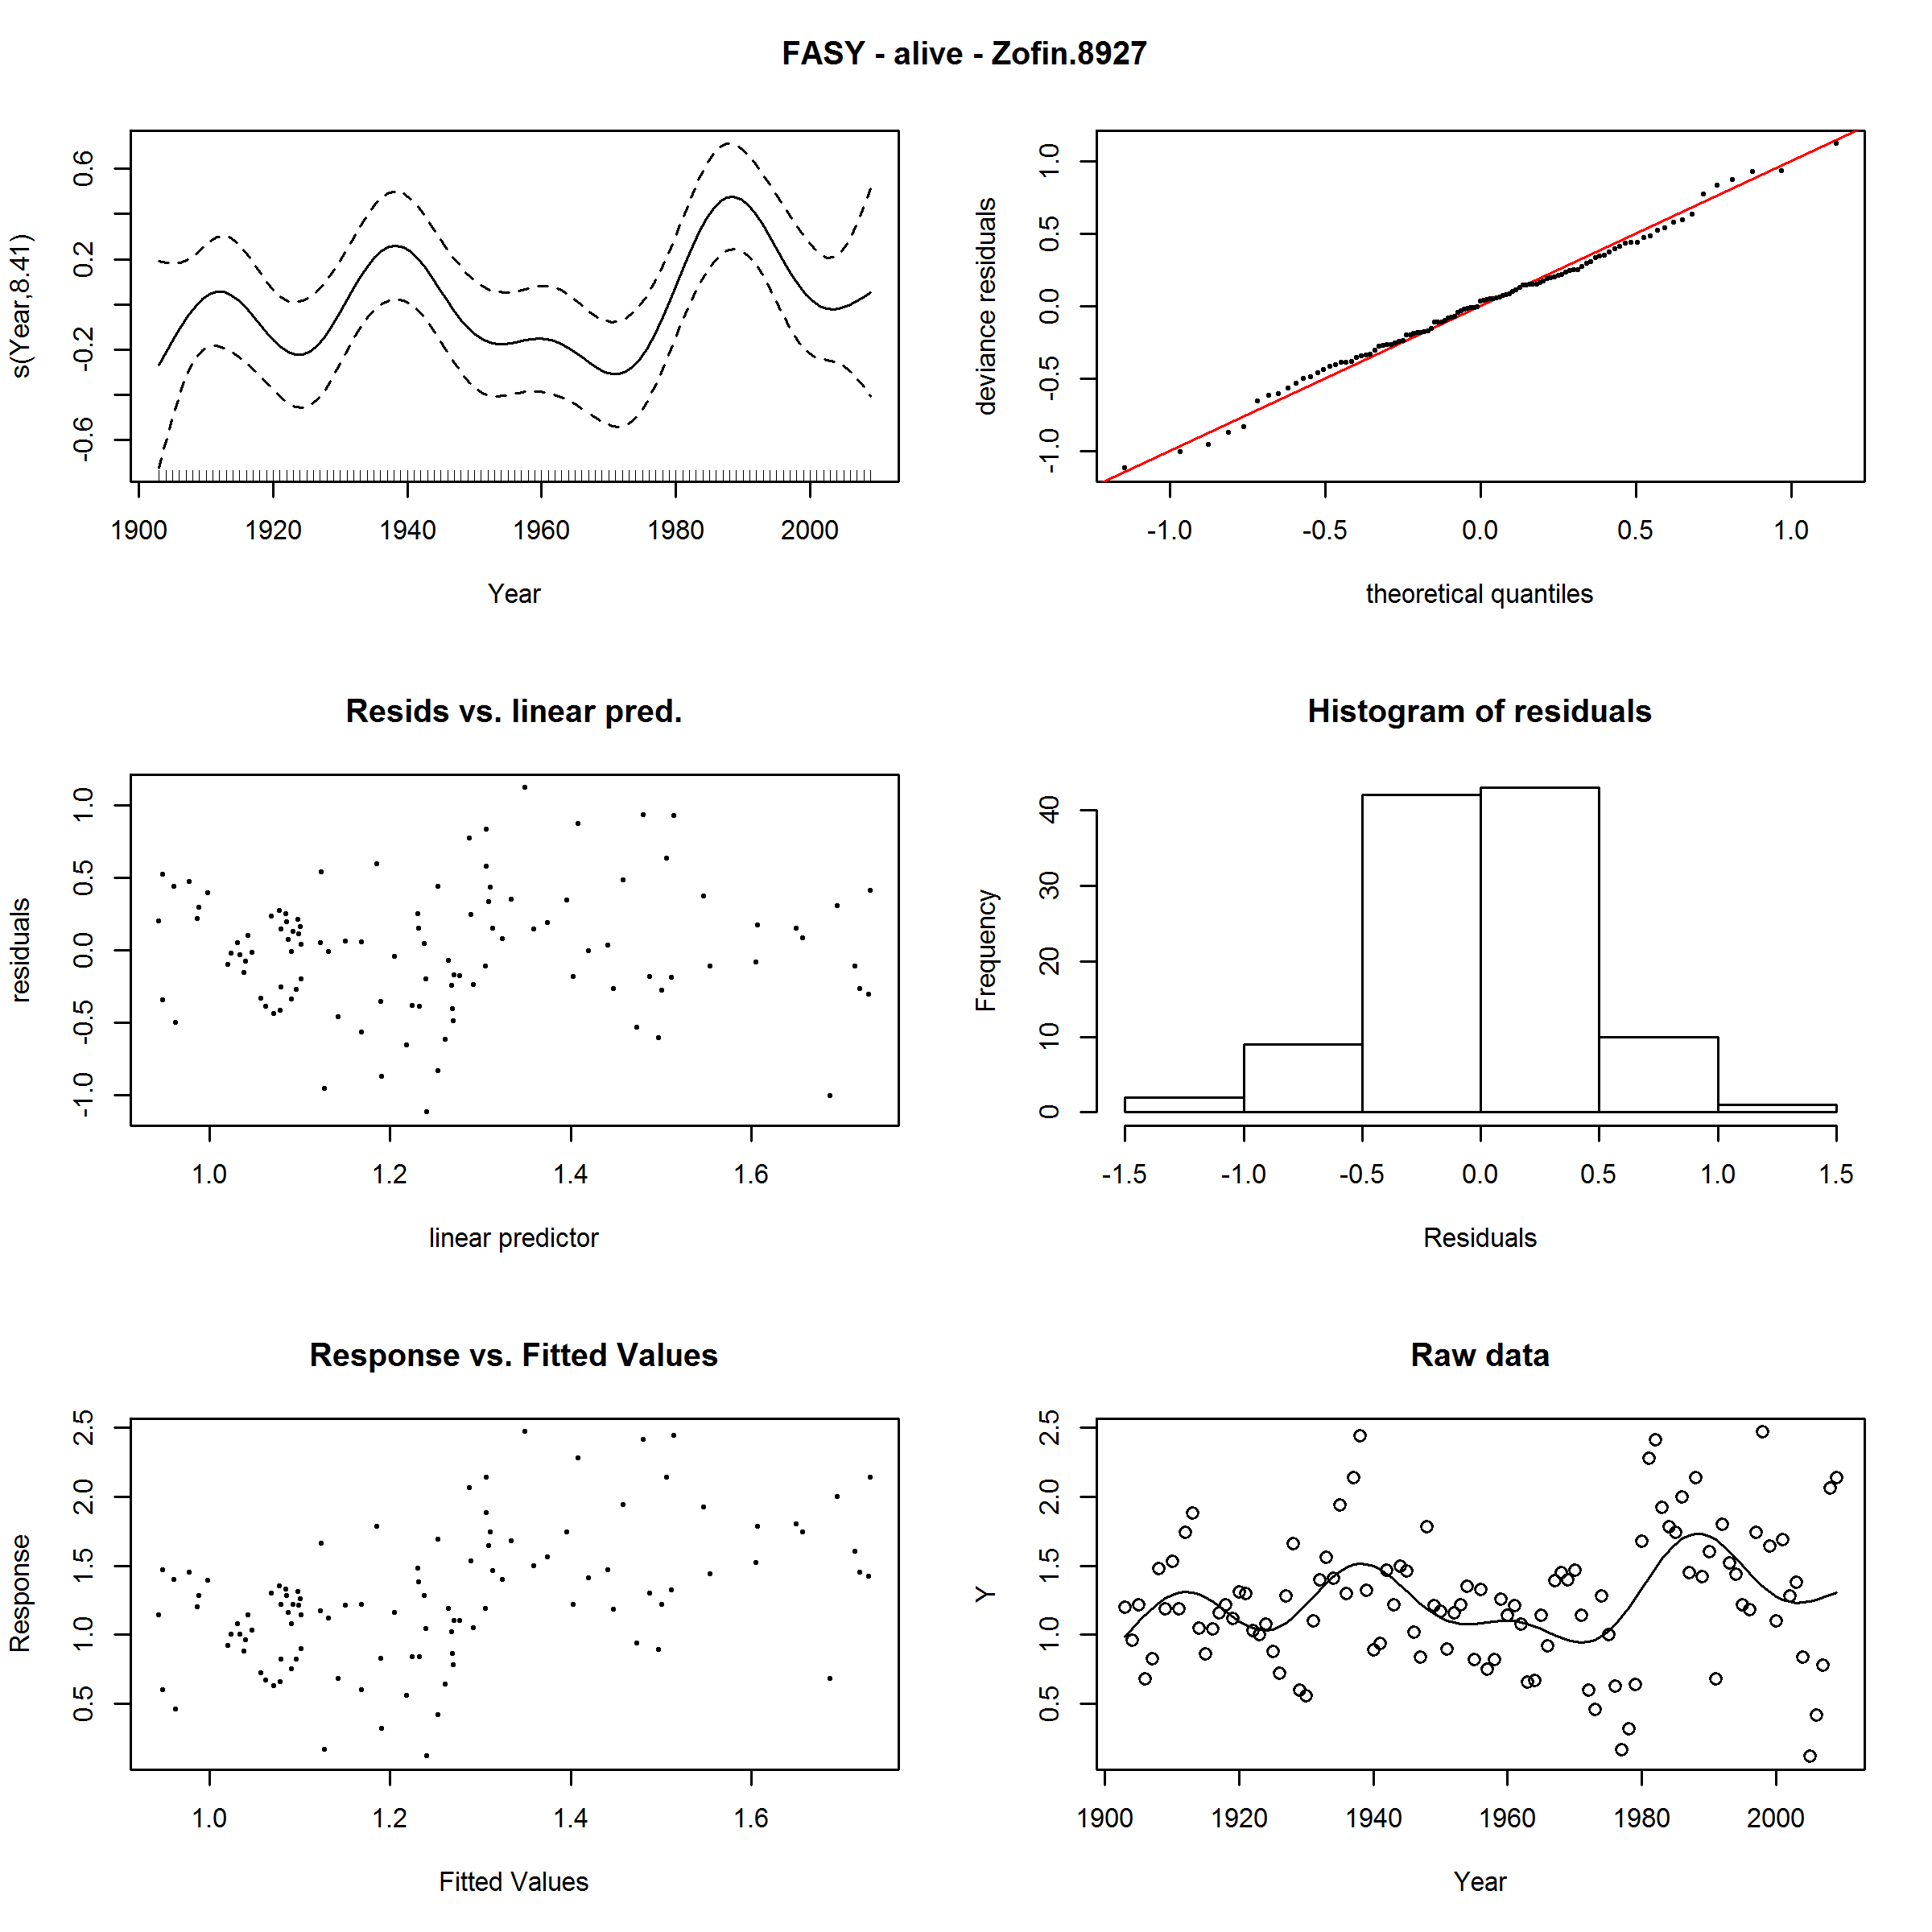 FASY - alive - Zofin.8927
s(Year,8.41)
0.6
0.2
-0.2
-0.6
1900 1920 1940 1960 1980 2000
Year
deviance residuals
1.0
0.5
0.0
-0.5
-1.0
-1.0 -0.5 0.0 0.5 1.0
theoretical quantiles
Resids vs. linear pred.
residuals
1.0
0.5
0.0
-0.5
-1.0
1.0 1.2 1.4 1.6
linear predictor
Histogram of residuals
Frequency
40
30
20
10
0
-1.5 -1.0 -0.5 0.0 0.5 1.0 1.5
Residuals
Response vs. Fitted Values
Response
2.5
2.0
1.5
1.0
0.5
1.0 1.2 1.4 1.6
Fitted Values
Raw data
Y
2.5
2.0
1.5
1.0
0.5
1900 1920 1940 1960 1980 2000
Year